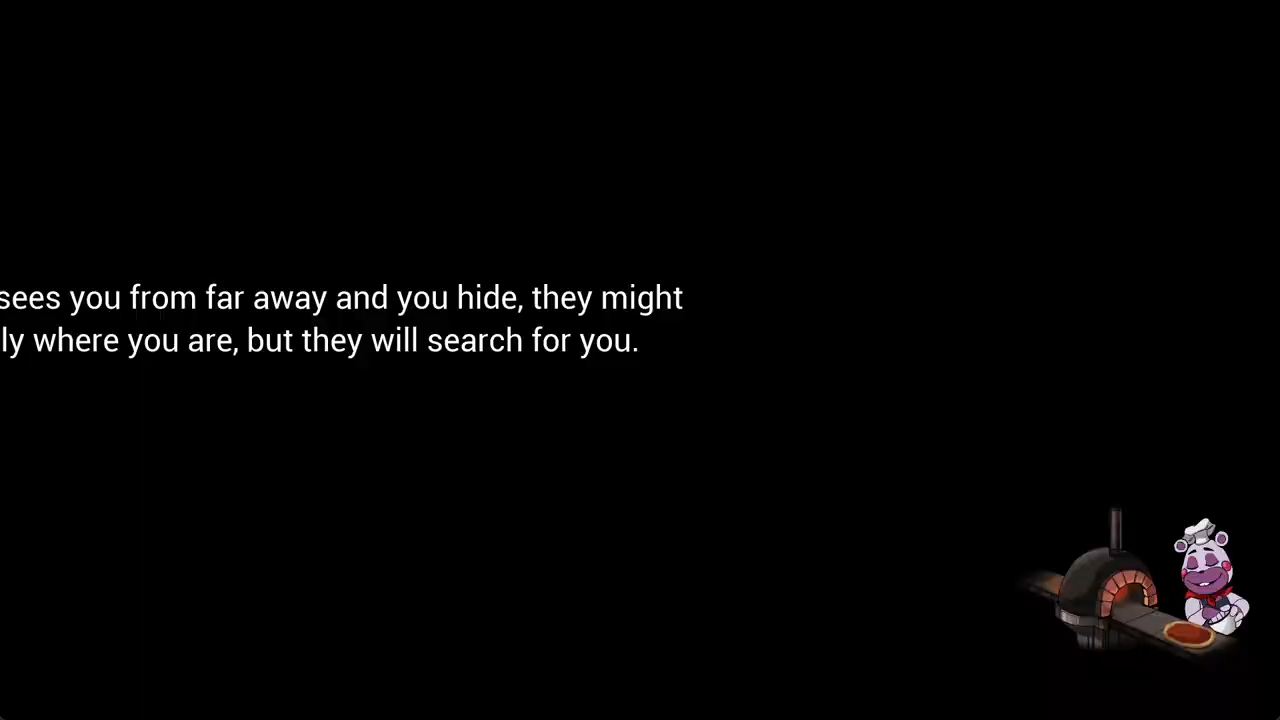 sees you from far away and you hide, they might
ly where you are, but they will search for you.